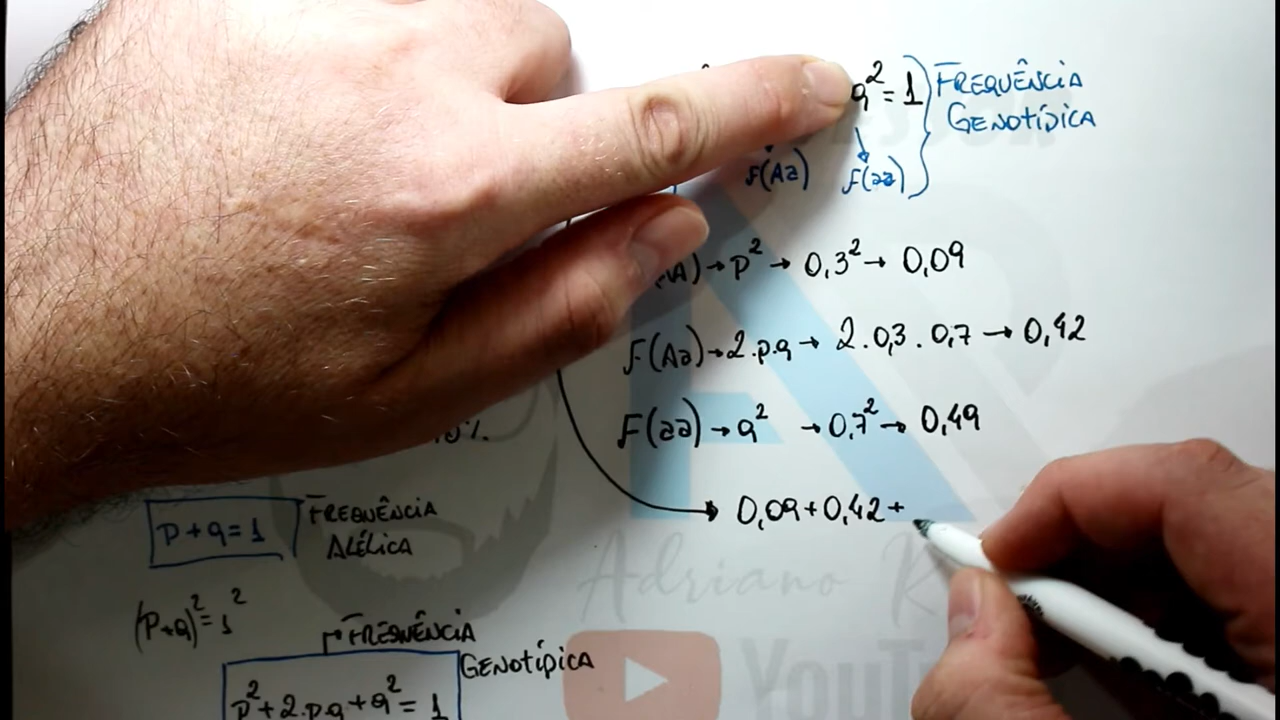 q² = 1 } FREQUÊNCIA
GENOTÍPICA
F(Aa) F(aa)
→ p² → 0,3² → 0,09
F(Aa) → 2.p.q → 2.0,3.0,7 → 0,42
F(aa) → q² → 0,7² → 0,49
→ 0,09+0,42+
p+q=1 FREQUÊNCIA
ALÉLICA
(p+q)²=1²
FREQUÊNCIA
GENOTÍPICA
p²+2.p.q+q²=1
Adriano R
YouTu